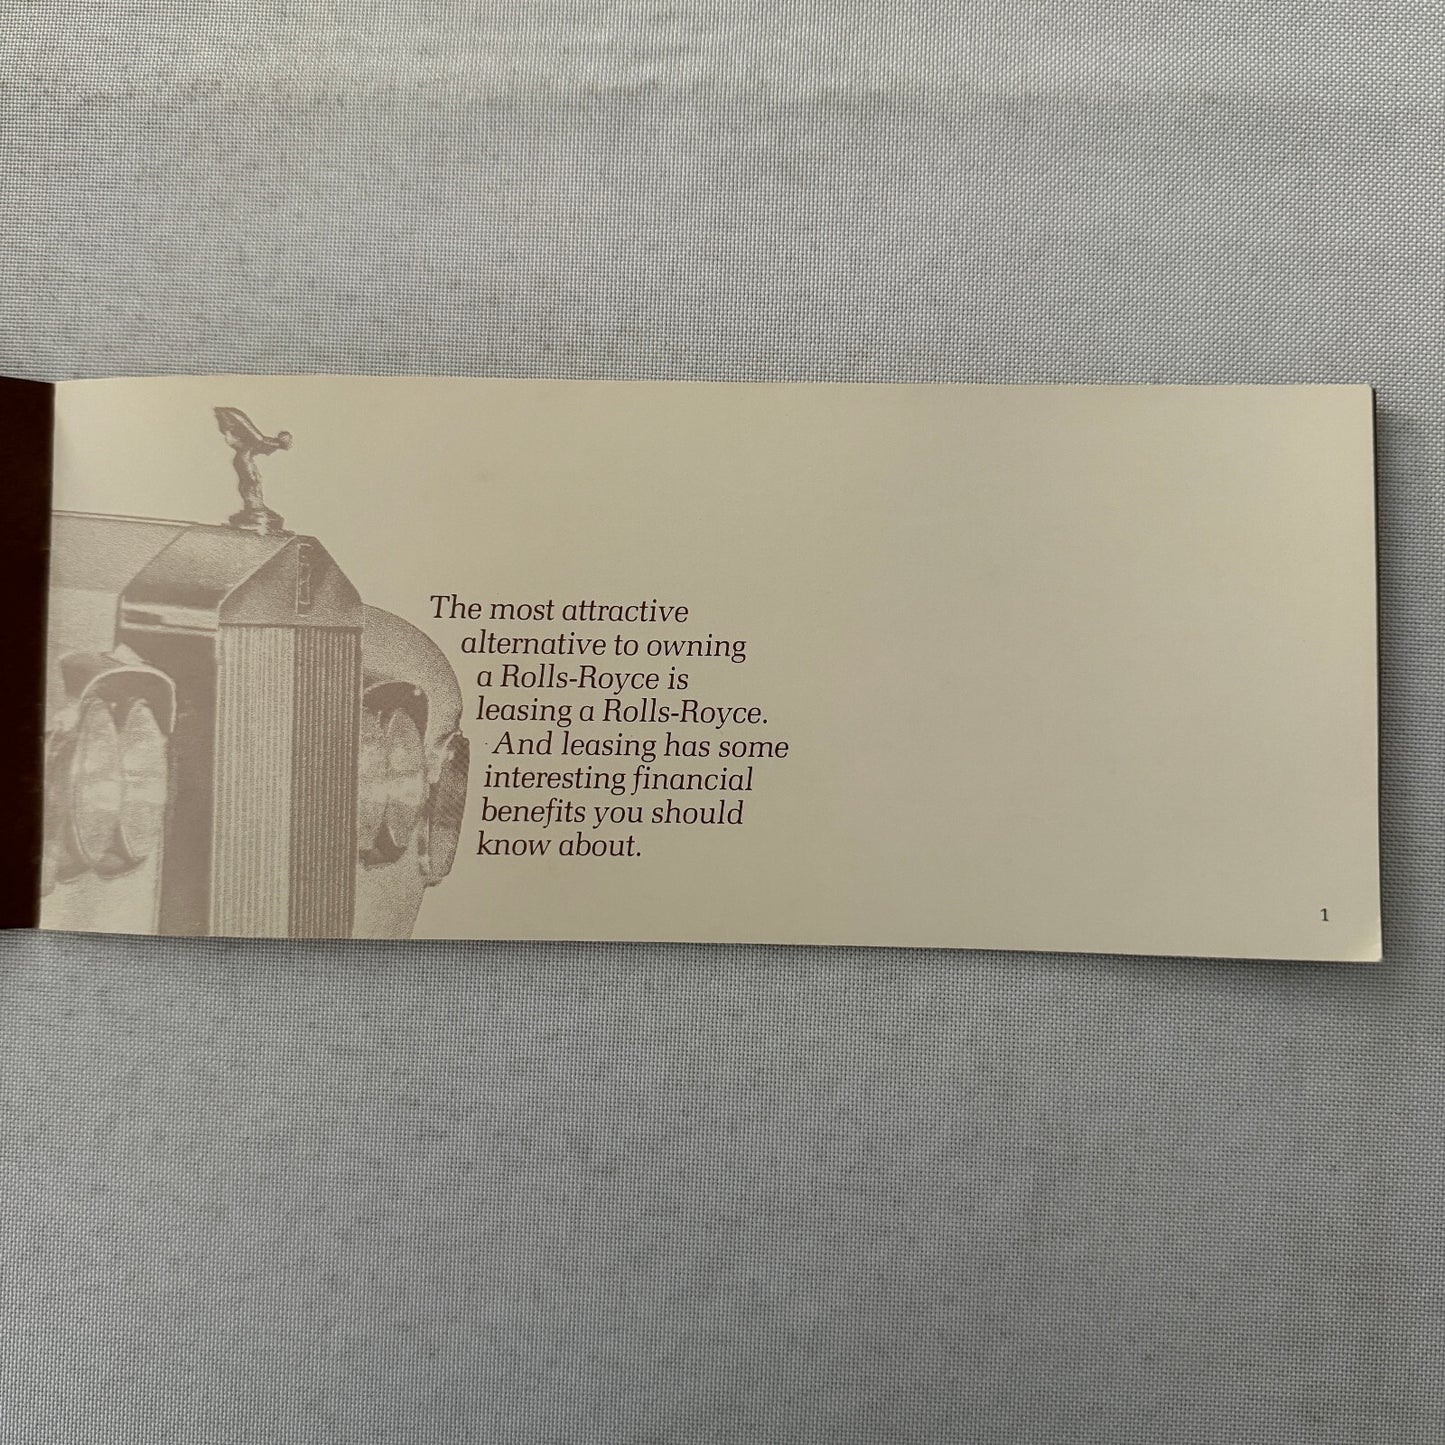 The most attractive
alternative to owning
a Rolls-Royce is
leasing a Rolls-Royce.
And leasing has some
interesting financial
benefits you should
know about.
1